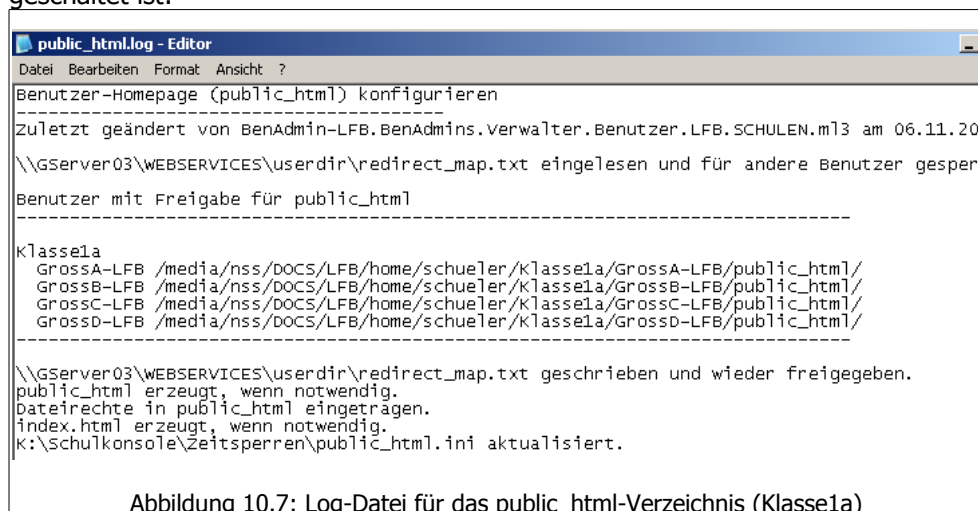 geschaltet ist:
public_html.log - Editor
Datei Bearbeiten Format Ansicht ?
Benutzer-Homepage (public_html) konfigurieren
-----------------------------------------
Zuletzt geändert von BenAdmin-LFB.BenAdmins.Verwalter.Benutzer.LFB.SCHULEN.ml3 am 06.11.20
\\GServer03\WEBSERVICES\userdir\redirect_map.txt eingelesen und für andere Benutzer gesper
Benutzer mit Freigabe für public_html
--------------------------------------------------------------------------------
Klasse1a
GrossA-LFB /media/nss/DOCS/LFB/home/schueler/Klasse1a/GrossA-LFB/public_html/
GrossB-LFB /media/nss/DOCS/LFB/home/schueler/Klasse1a/GrossB-LFB/public_html/
GrossC-LFB /media/nss/DOCS/LFB/home/schueler/Klasse1a/GrossC-LFB/public_html/
GrossD-LFB /media/nss/DOCS/LFB/home/schueler/Klasse1a/GrossD-LFB/public_html/
--------------------------------------------------------------------------------
\\GServer03\WEBSERVICES\userdir\redirect_map.txt geschrieben und wieder freigegeben.
public_html erzeugt, wenn notwendig.
Dateirechte in public_html eingetragen.
index.html erzeugt, wenn notwendig.
K:\Schulkonsole\Zeitsperren\public_html.ini aktualisiert.
Abbildung 10.7: Log-Datei für das public_html-Verzeichnis (Klasse1a)